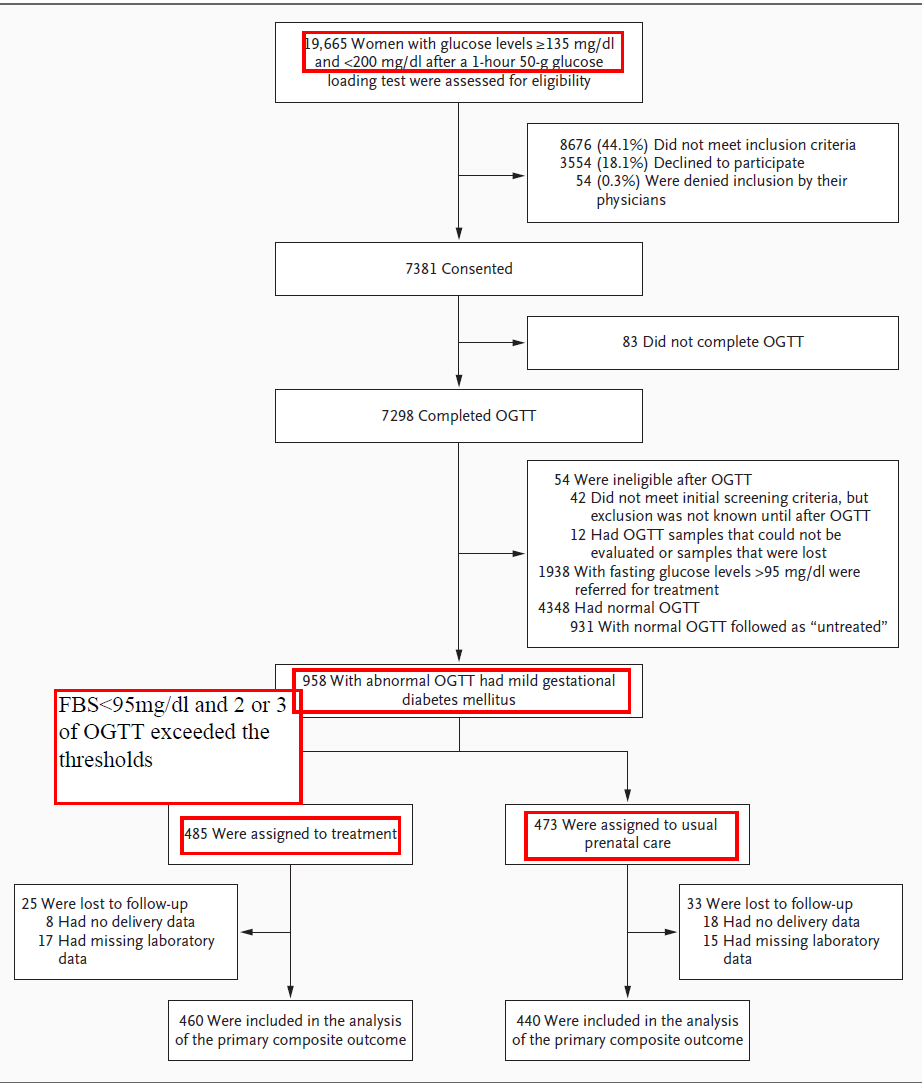 19,665 Women with glucose levels ≥135 mg/dl
and <200 mg/dl after a 1-hour 50-g glucose
loading test were assessed for eligibility
8676 (44.1%) Did not meet inclusion criteria
3554 (18.1%) Declined to participate
54 (0.3%) Were denied inclusion by their
physicians
7381 Consented
83 Did not complete OGTT
7298 Completed OGTT
54 Were ineligible after OGTT
42 Did not meet initial screening criteria, but
exclusion was not known until after OGTT
12 Had OGTT samples that could not be
evaluated or samples that were lost
1938 With fasting glucose levels >95 mg/dl were
referred for treatment
4348 Had normal OGTT
931 With normal OGTT followed as “untreated”
958 With abnormal OGTT had mild gestational
diabetes mellitus
FBS<95mg/dl and 2 or 3
of OGTT exceeded the
thresholds
485 Were assigned to treatment
473 Were assigned to usual
prenatal care
25 Were lost to follow-up
8 Had no delivery data
17 Had missing laboratory
data
33 Were lost to follow-up
18 Had no delivery data
15 Had missing laboratory
data
460 Were included in the analysis
of the primary composite outcome
440 Were included in the analysis
of the primary composite outcome